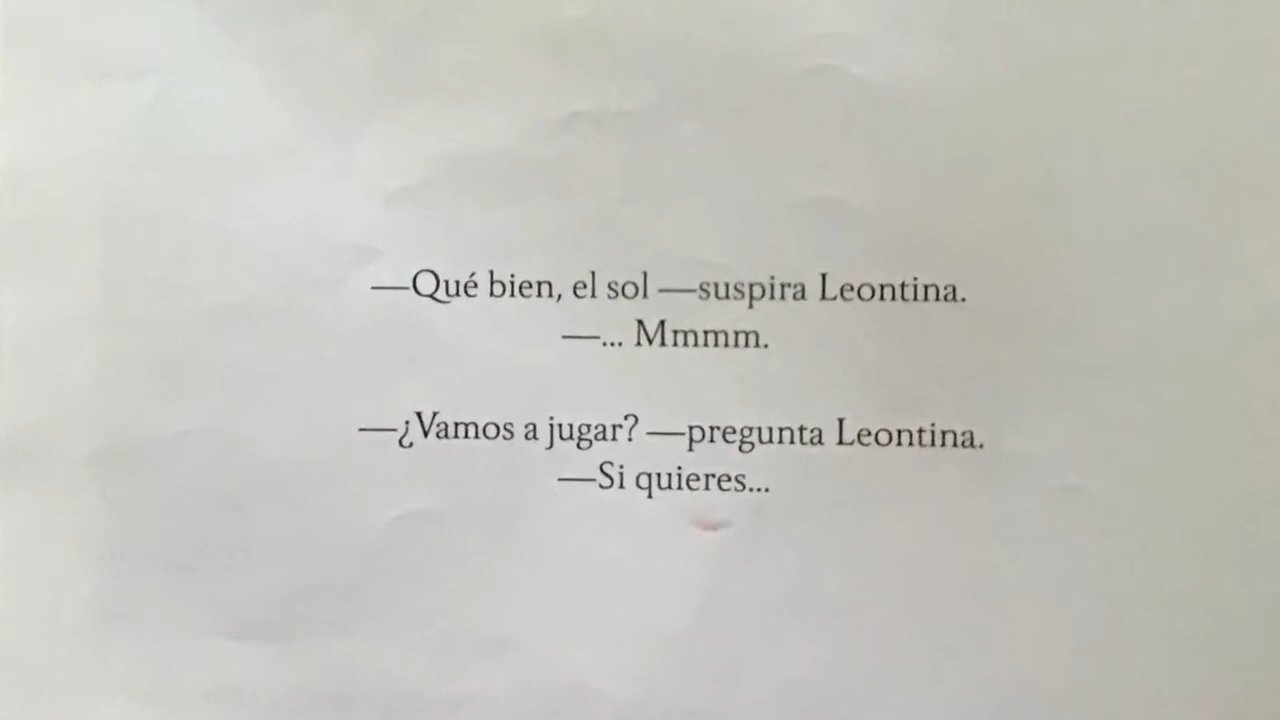 —Qué bien, el sol —suspira Leontina.
—... Mmmm.
—¿Vamos a jugar? —pregunta Leontina.
—Si quieres...